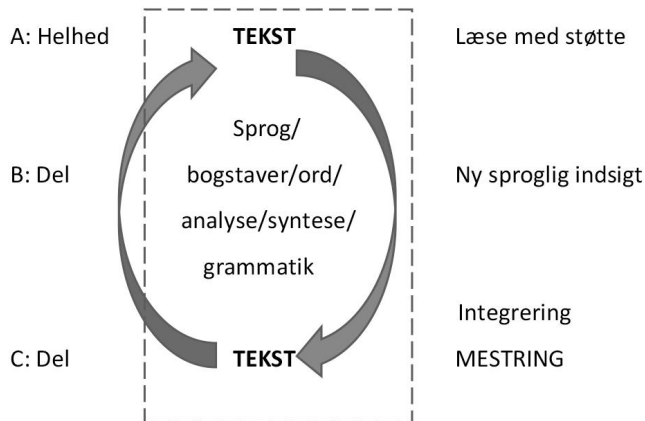 A: Helhed TEKST Læse med støtte
Sprog/
B: Del bogstaver/ord/ Ny sproglig indsigt
analyse/syntese/
grammatik
Integrering
C: Del TEKST MESTRING